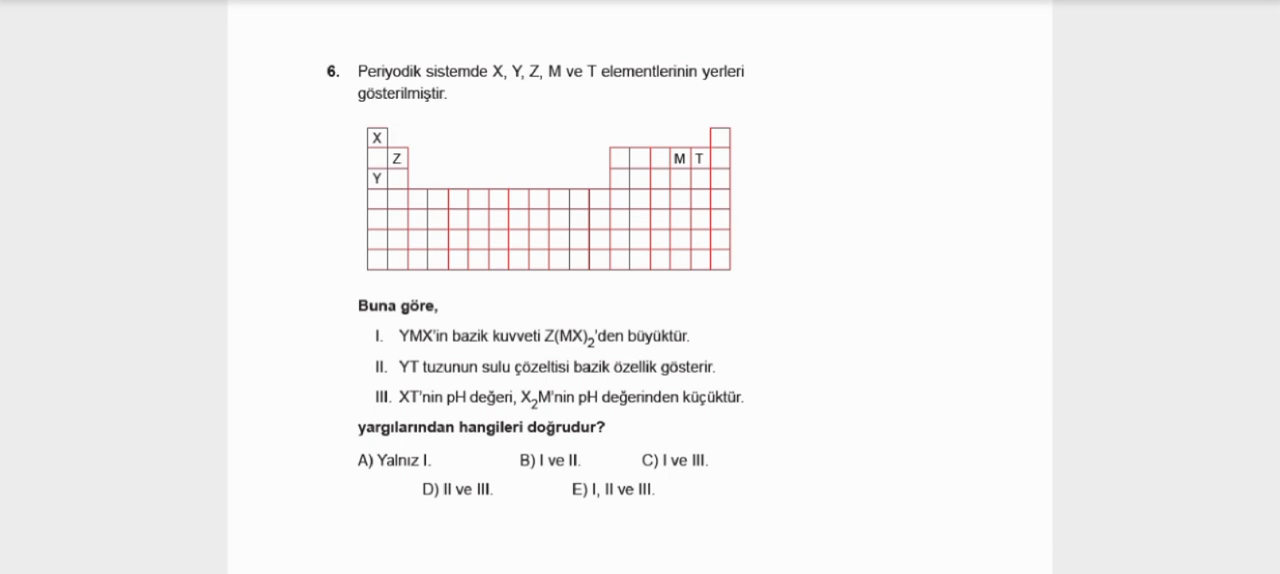 6. Periyodik sistemde X, Y, Z, M ve T elementlerinin yerleri
gösterilmiştir.
X
Z M T
Y
Buna göre,
I. YMX'in bazik kuvveti Z(MX)₂'den büyüktür.
II. YT tuzunun sulu çözeltisi bazik özellik gösterir.
III. XT'nin pH değeri, X₂M'nin pH değerinden küçüktür.
yargılarından hangileri doğrudur?
A) Yalnız I. B) I ve II. C) I ve III.
D) II ve III. E) I, II ve III.